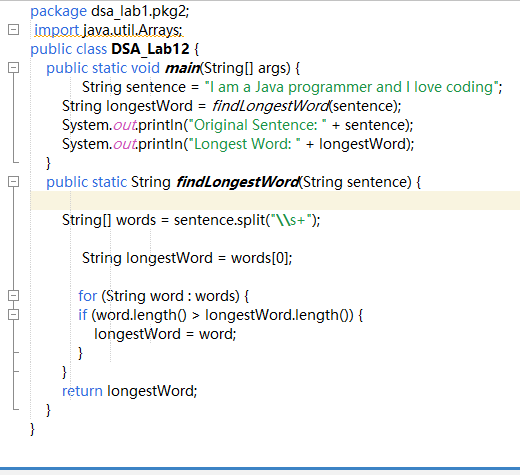 package dsa_lab1.pkg2;
import java.util.Arrays;
public class DSA_Lab12 {
public static void main(String[] args) {
String sentence = "I am a Java programmer and I love coding";
String longestWord = findLongestWord(sentence);
System.out.println("Original Sentence: " + sentence);
System.out.println("Longest Word: " + longestWord);
}
public static String findLongestWord(String sentence) {
String[] words = sentence.split("\\s+");
String longestWord = words[0];
for (String word : words) {
if (word.length() > longestWord.length()) {
longestWord = word;
}
}
return longestWord;
}
}